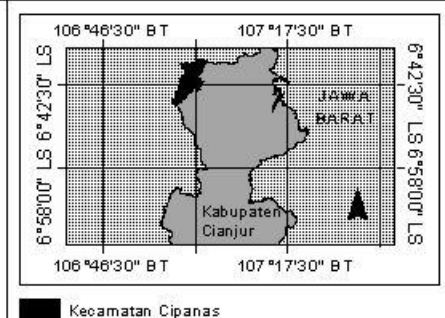 106 °46'30" BT 107 °17'30" BT
6°42'30" LS
6°42'30" LS
JAWA
BARAT
6°58'00" LS
6°58'00" LS
Kabupaten
Cianjur
106 °46'30" BT 107 °17'30" BT
Kecamatan Cipanas